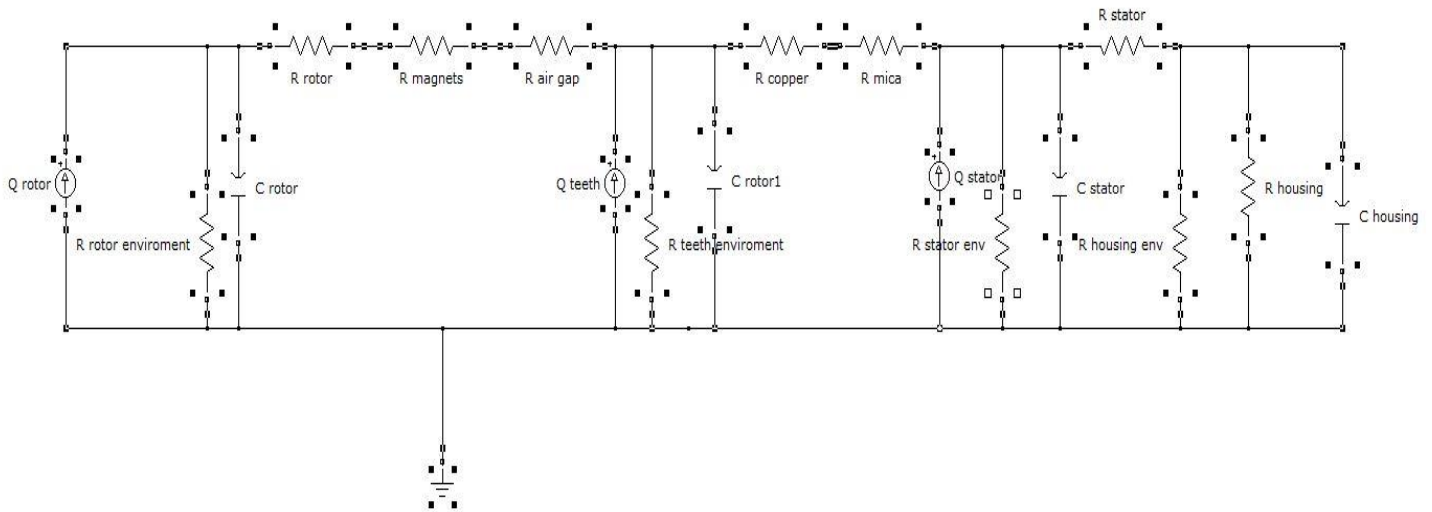 R stator
R rotor
R magnets
R air gap
R copper
R mica
Q rotor
C rotor
Q teeth
C rotor1
Q stator
C stator
R housing
C housing
R rotor enviroment
R teeth enviroment
R stator env
R housing env